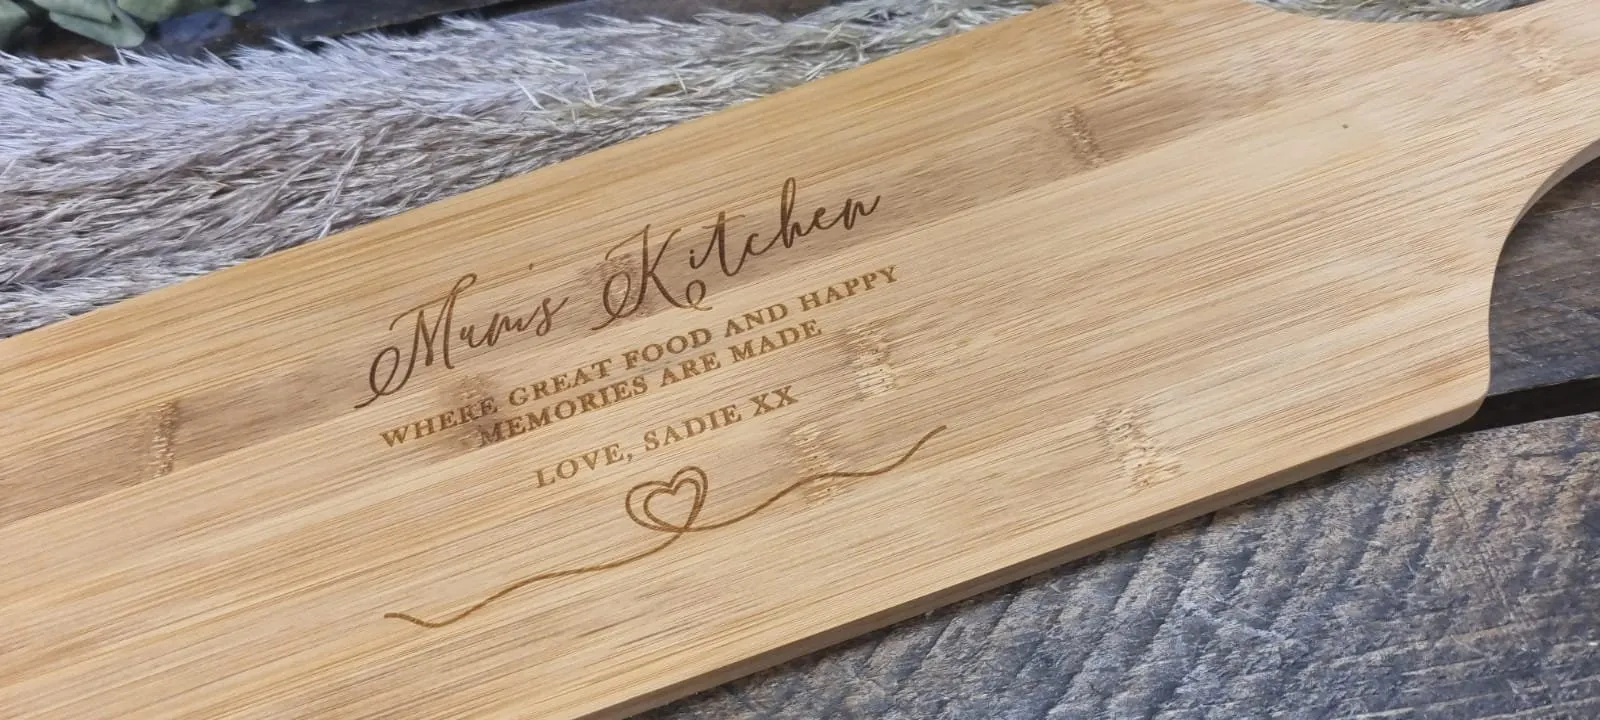 Mum's Kitchen
WHERE GREAT FOOD AND HAPPY
MEMORIES ARE MADE
LOVE, SADIE XX